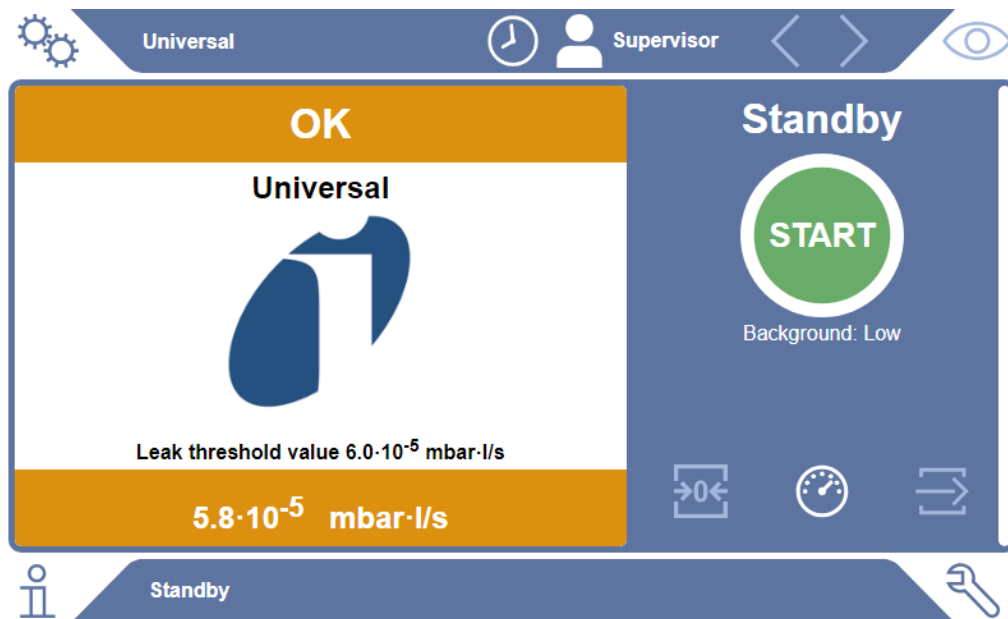 Universal
Supervisor
OK
Universal
Leak threshold value 6.0·10⁻⁵ mbar·l/s
5.8·10⁻⁵ mbar·l/s
Standby
START
Background: Low
→0←
Standby